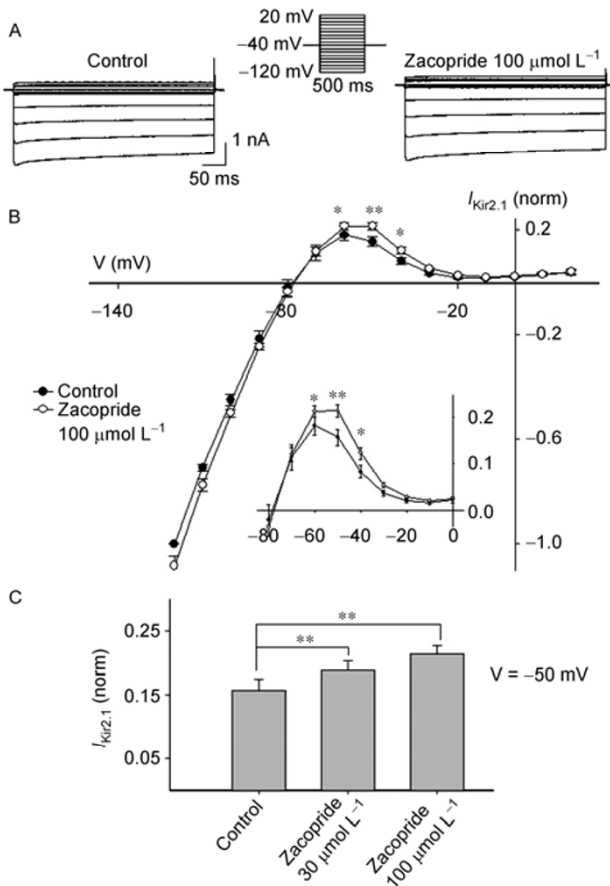 A
Control
20 mV
−40 mV
−120 mV
500 ms
Zacopride 100 μmol L−1
1 nA
50 ms
B
IKir2.1 (norm)
V (mV)
* ** *
0.2
−140
−80
−20
−0.2
−0.6
−1.0
Control
Zacopride
100 μmol L−1
* ** *
0.2
0.1
0.0
−80 −60 −40 −20 0
C
**
**
V = −50 mV
IKir2.1 (norm)
0.25
0.15
0.05
Control
Zacopride
30 μmol L−1
Zacopride
100 μmol L−1